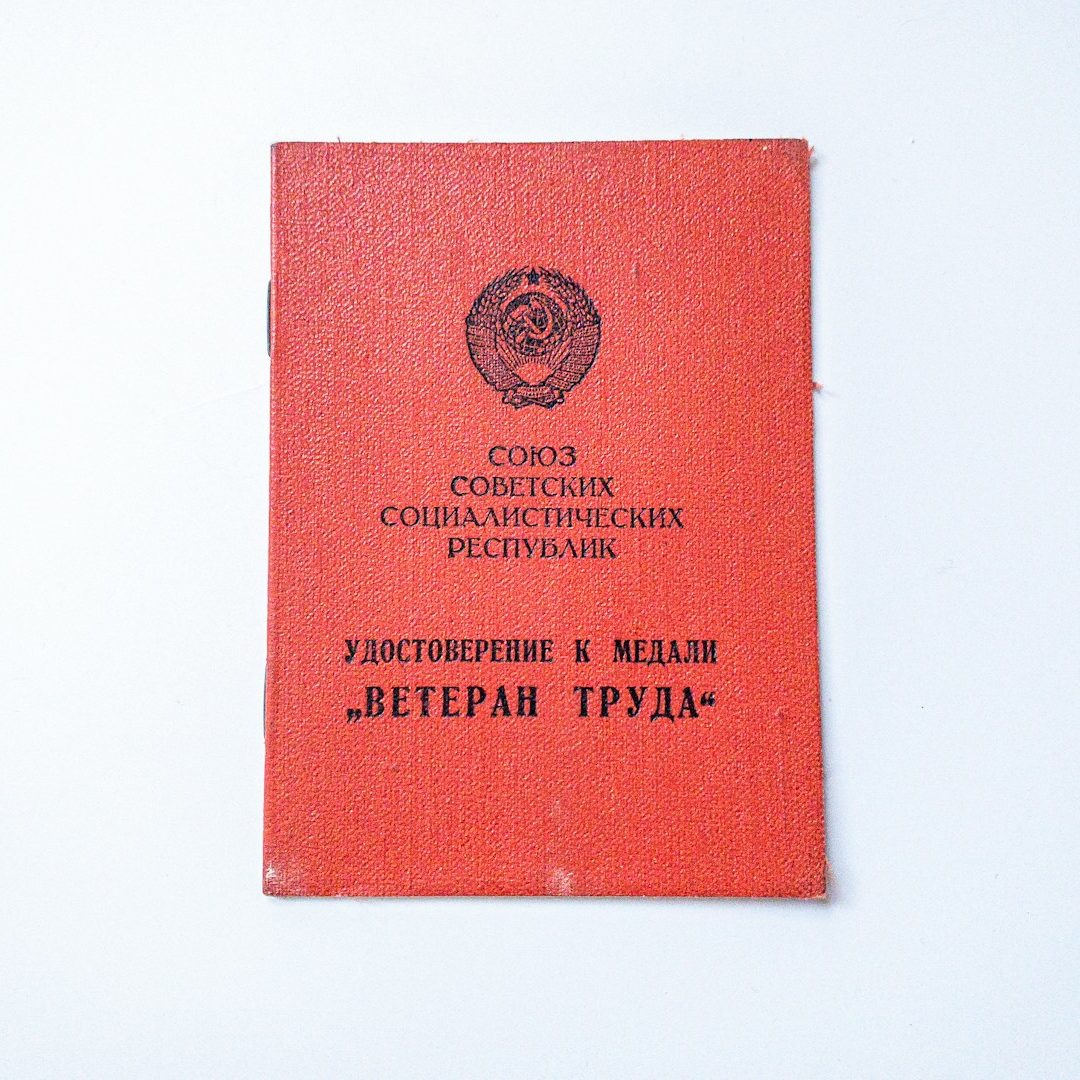 СОЮЗ
СОВЕТСКИХ
СОЦИАЛИСТИЧЕСКИХ
РЕСПУБЛИК
УДОСТОВЕРЕНИЕ К МЕДАЛИ
„ВЕТЕРАН ТРУДА“